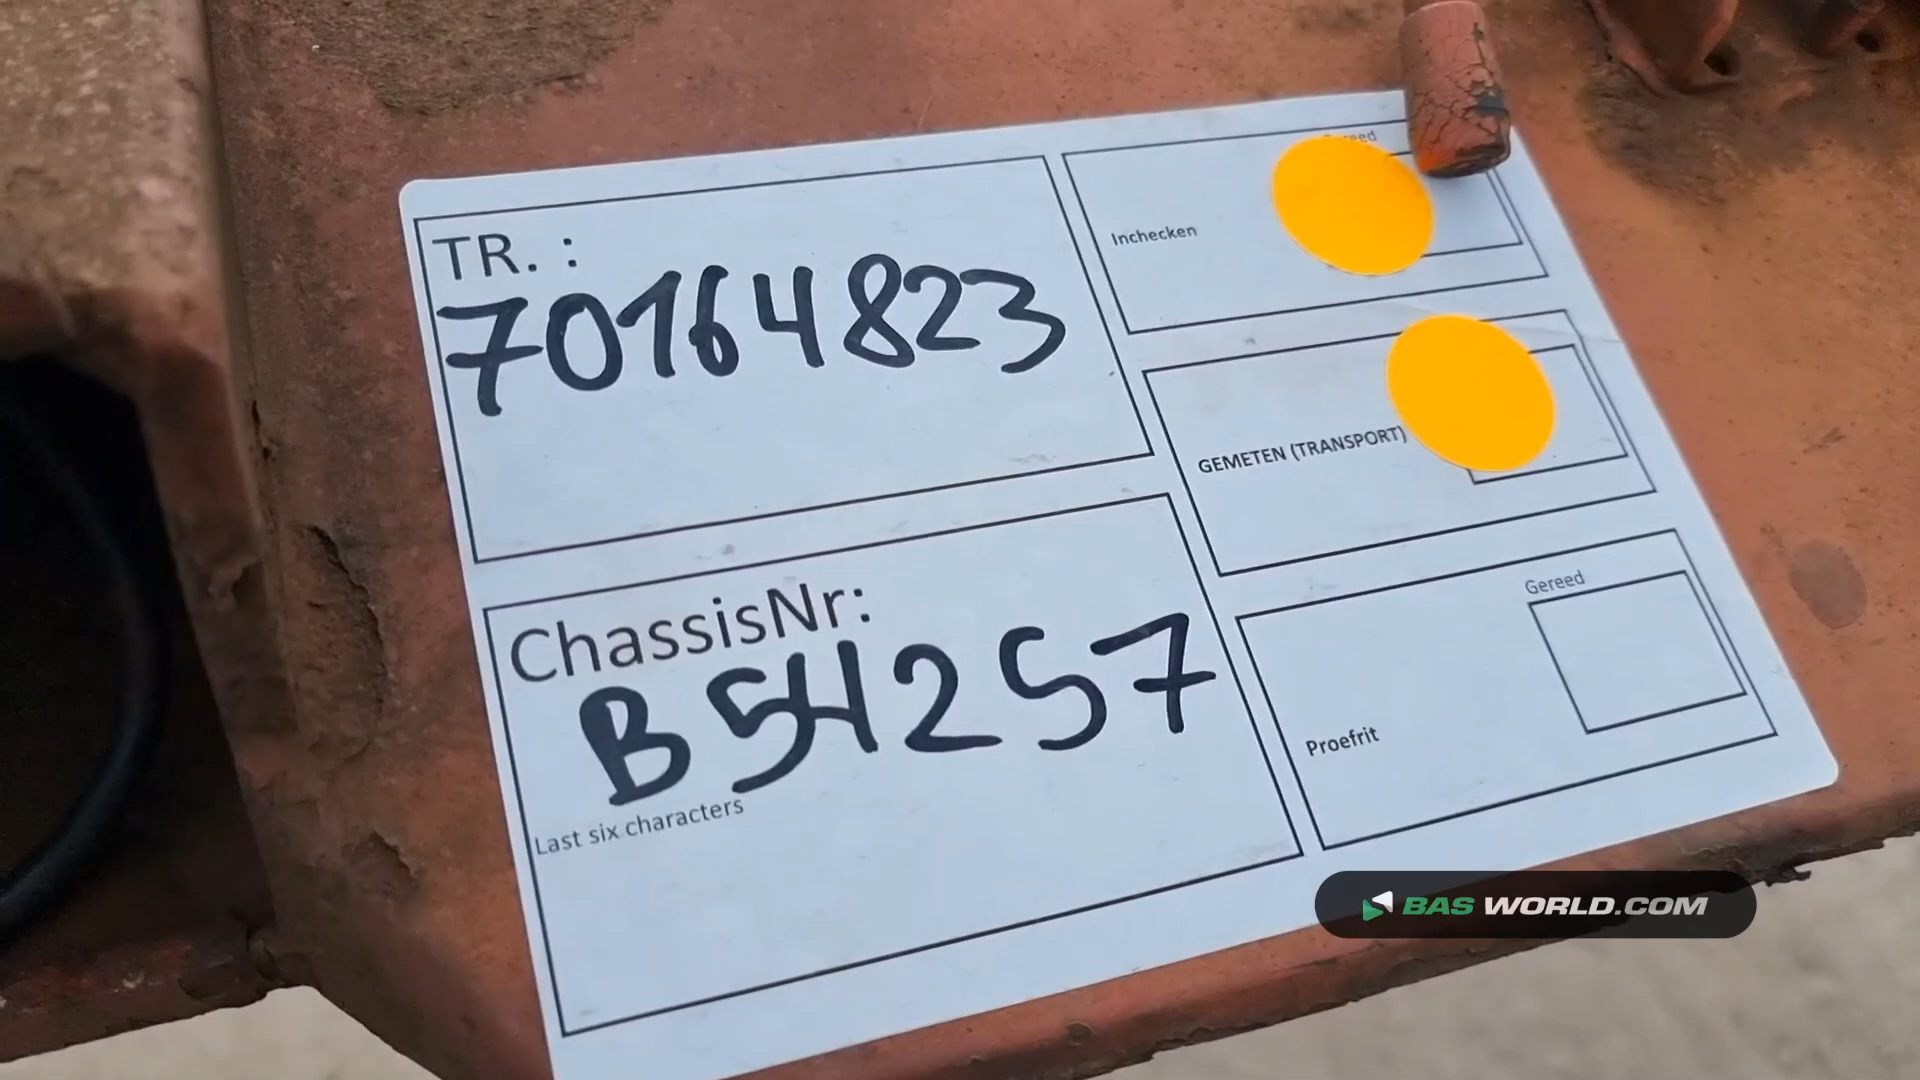 TR. :
70164823
ChassisNr:
B54257
Last six characters
Inchecken
GEMETEN (TRANSPORT)
Gereed
Proefrit
BAS WORLD.COM